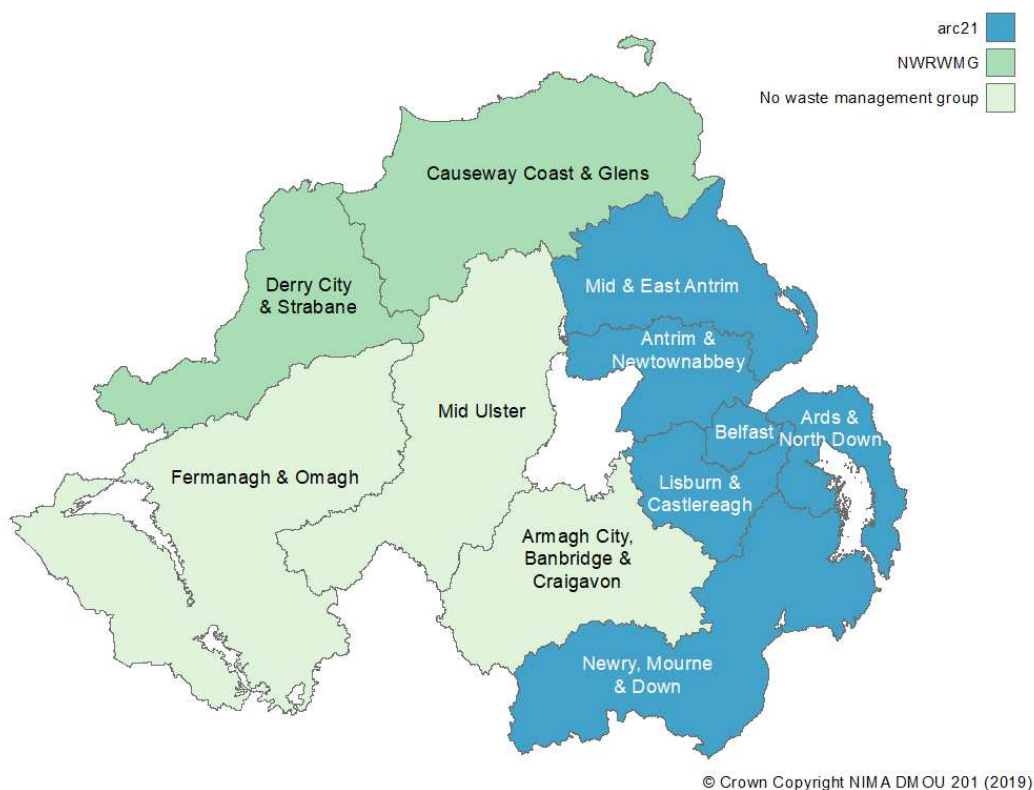 arc21
NWRWMG
No waste management group
Causeway Coast & Glens
Derry City
& Strabane
Mid & East Antrim
Antrim &
Newtownabbey
Mid Ulster
Belfast
Ards &
North Down
Fermanagh & Omagh
Lisburn &
Castlereagh
Armagh City,
Banbridge &
Craigavon
Newry, Mourne
& Down
© Crown Copyright NIMA DMOU 201 (2019)